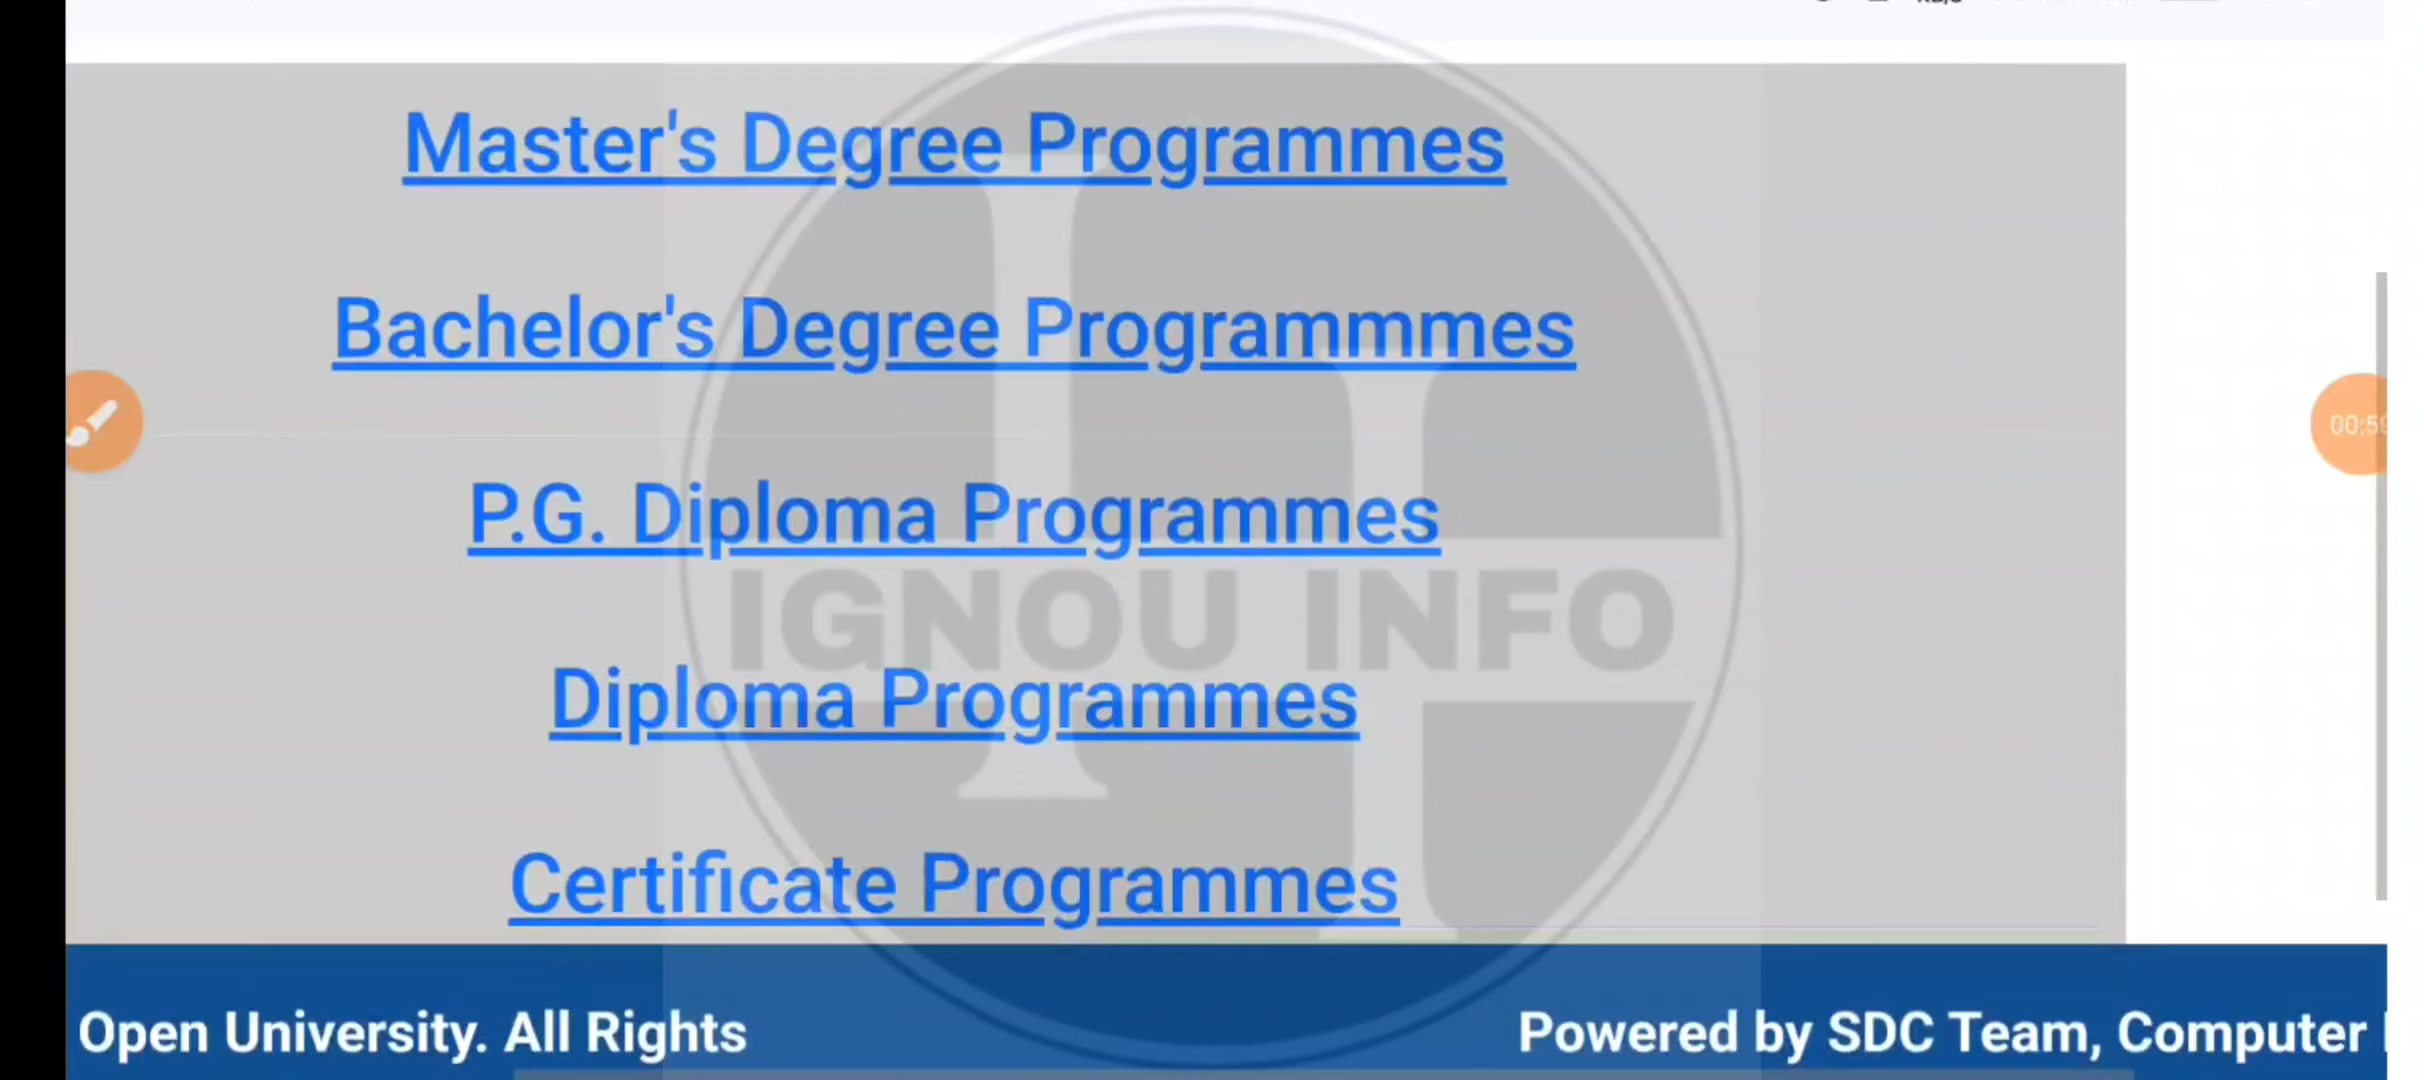 Master's Degree Programmes
Bachelor's Degree Programmmes
P.G. Diploma Programmes
IGNOU INFO
Diploma Programmes
Certificate Programmes
Open University. All Rights
Powered by SDC Team, Computer